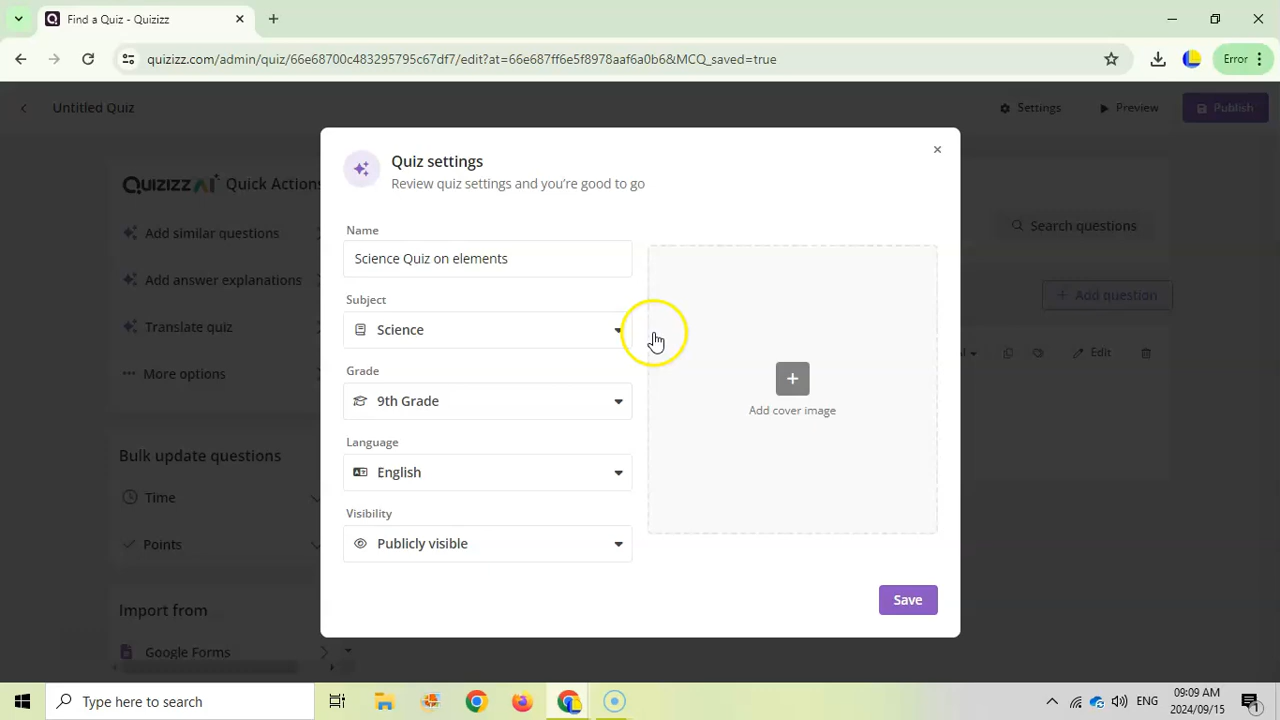 Find a Quiz - Quizizz
quizizz.com/admin/quiz/66e68700c483295795c67df7/edit?at=66e687ff6e5f8978aaf6a0b6&MCQ_saved=true
Error
Untitled Quiz
Settings
Preview
Publish
Quizizz AI Quick Actions
Add similar questions
Add answer explanations
Translate quiz
More options
Bulk update questions
Time
Points
Import from
Google Forms
Search questions
Add question
Edit
Quiz settings
Review quiz settings and you're good to go
Name
Science Quiz on elements
Subject
Science
Grade
9th Grade
Language
English
Visibility
Publicly visible
Add cover image
Save
Type here to search
ENG
09:09 AM
2024/09/15
1